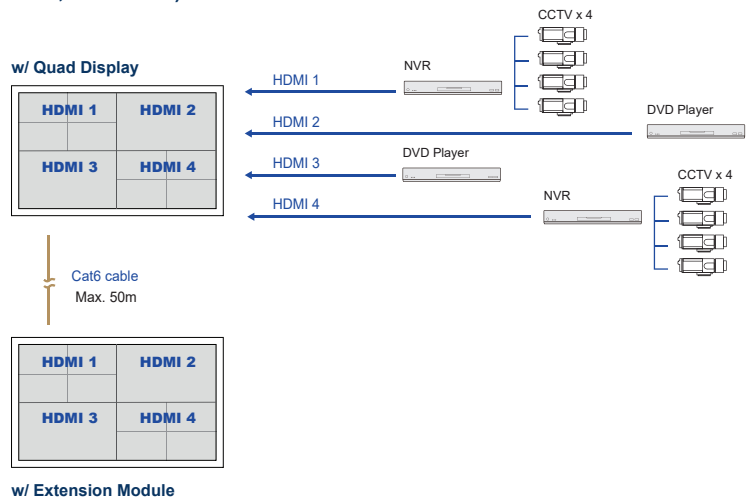 CCTV x 4
w/ Quad Display
NVR
HDMI 1
HDMI 1
HDMI 2
HDMI 2
DVD Player
HDMI 3
HDMI 4
HDMI 3
DVD Player
HDMI 4
NVR
CCTV x 4
Cat6 cable
Max. 50m
HDMI 1
HDMI 2
HDMI 3
HDMI 4
w/ Extension Module